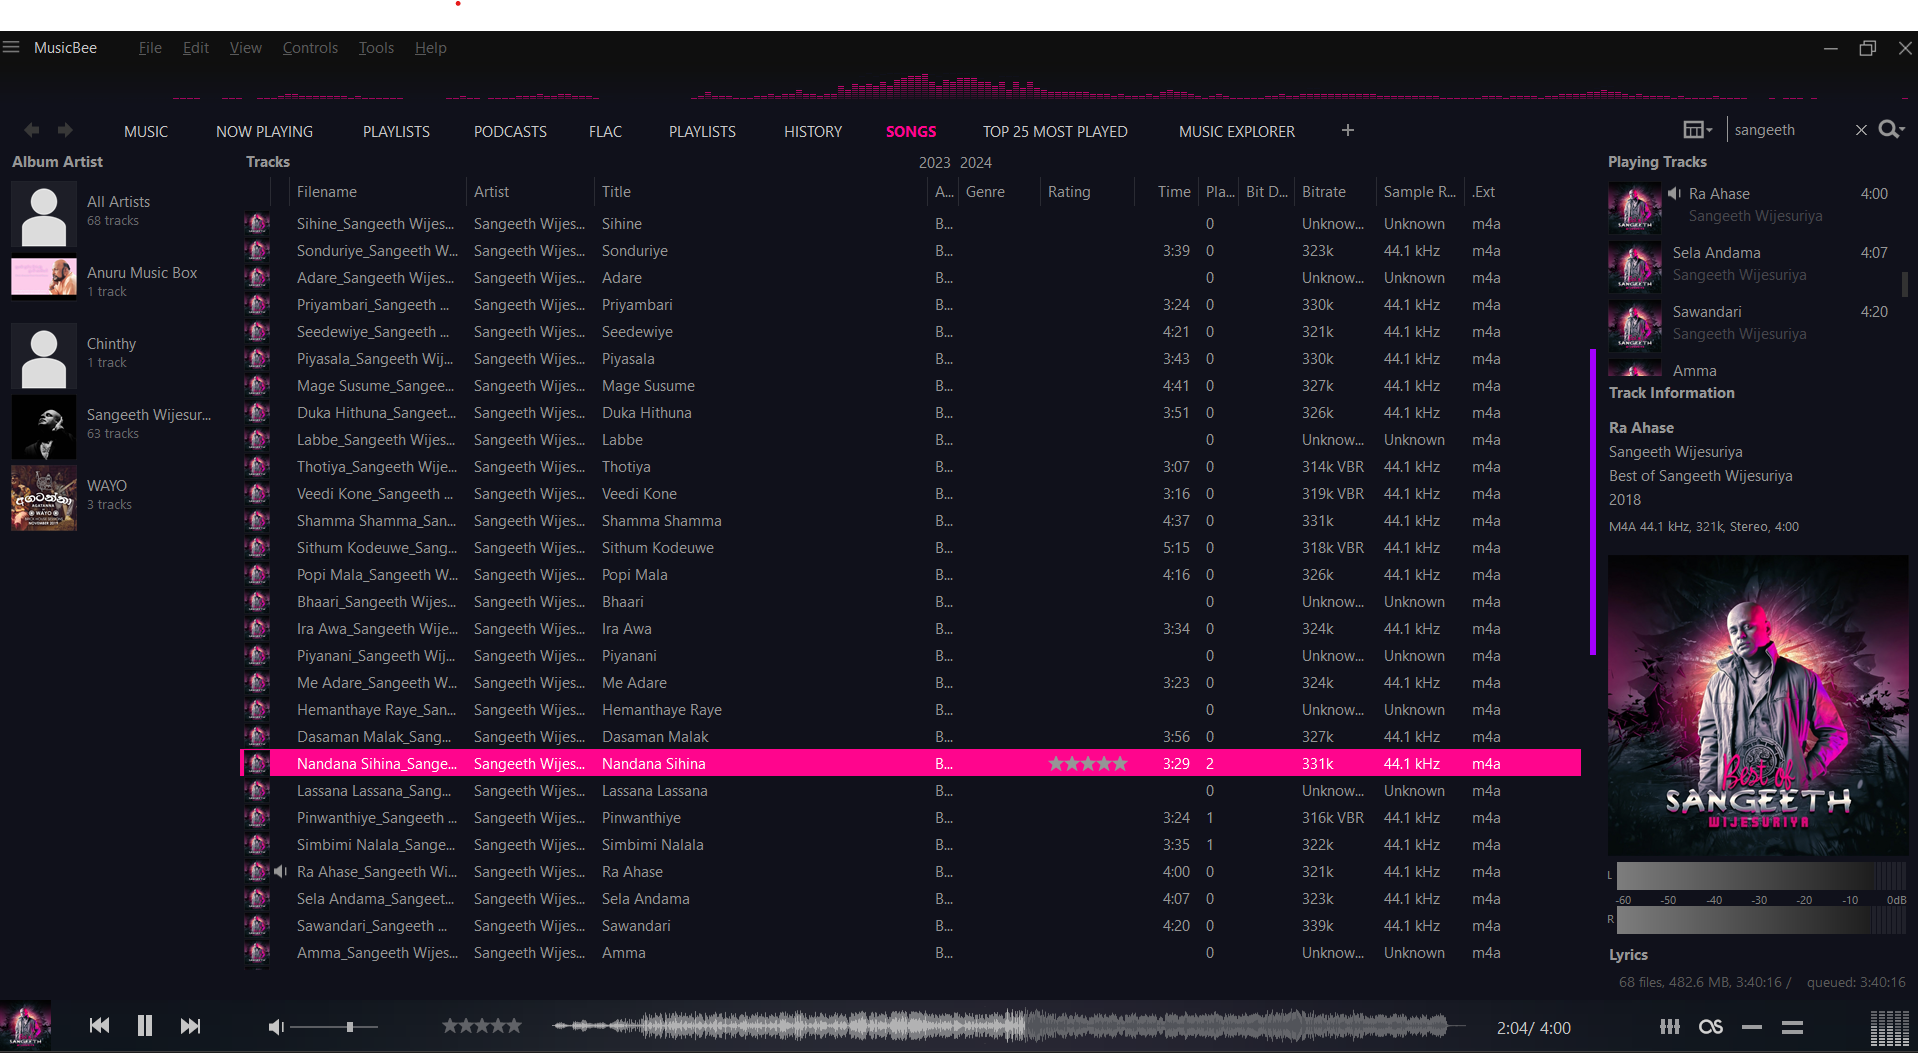 MusicBee File Edit View Controls Tools Help
MUSIC NOW PLAYING PLAYLISTS PODCASTS FLAC PLAYLISTS HISTORY SONGS TOP 25 MOST PLAYED MUSIC EXPLORER + sangeeth
Album Artist
All Artists
68 tracks
Anuru Music Box
1 track
Chinthy
1 track
Sangeeth Wijesur...
63 tracks
WAYO
3 tracks
Tracks
2023 2024
Filename Artist Title A... Genre Rating Time Pla... Bit D... Bitrate Sample R... .Ext
Sihine_Sangeeth Wijes... Sangeeth Wijes... Sihine B... 0 Unknow... Unknown m4a
Sonduriye_Sangeeth W... Sangeeth Wijes... Sonduriye B... 3:39 0 323k 44.1 kHz m4a
Adare_Sangeeth Wijes... Sangeeth Wijes... Adare B... 0 Unknow... Unknown m4a
Priyambari_Sangeeth ... Sangeeth Wijes... Priyambari B... 3:24 0 330k 44.1 kHz m4a
Seedewiye_Sangeeth ... Sangeeth Wijes... Seedewiye B... 4:21 0 321k 44.1 kHz m4a
Piyasala_Sangeeth Wij... Sangeeth Wijes... Piyasala B... 3:43 0 330k 44.1 kHz m4a
Mage Susume_Sangee... Sangeeth Wijes... Mage Susume B... 4:41 0 327k 44.1 kHz m4a
Duka Hithuna_Sangeet... Sangeeth Wijes... Duka Hithuna B... 3:51 0 326k 44.1 kHz m4a
Labbe_Sangeeth Wijes... Sangeeth Wijes... Labbe B... 0 Unknow... Unknown m4a
Thotiya_Sangeeth Wije... Sangeeth Wijes... Thotiya B... 3:07 0 314k VBR 44.1 kHz m4a
Veedi Kone_Sangeeth ... Sangeeth Wijes... Veedi Kone B... 3:16 0 319k VBR 44.1 kHz m4a
Shamma Shamma_San... Sangeeth Wijes... Shamma Shamma B... 4:37 0 331k 44.1 kHz m4a
Sithum Kodeuwe_Sang... Sangeeth Wijes... Sithum Kodeuwe B... 5:15 0 318k VBR 44.1 kHz m4a
Popi Mala_Sangeeth W... Sangeeth Wijes... Popi Mala B... 4:16 0 326k 44.1 kHz m4a
Bhaari_Sangeeth Wijes... Sangeeth Wijes... Bhaari B... 0 Unknow... Unknown m4a
Ira Awa_Sangeeth Wije... Sangeeth Wijes... Ira Awa B... 3:34 0 324k 44.1 kHz m4a
Piyanani_Sangeeth Wij... Sangeeth Wijes... Piyanani B... 0 Unknow... Unknown m4a
Me Adare_Sangeeth W... Sangeeth Wijes... Me Adare B... 3:23 0 324k 44.1 kHz m4a
Hemanthaye Raye_San... Sangeeth Wijes... Hemanthaye Raye B... 0 Unknow... Unknown m4a
Dasaman Malak_Sang... Sangeeth Wijes... Dasaman Malak B... 3:56 0 327k 44.1 kHz m4a
Nandana Sihina_Sange... Sangeeth Wijes... Nandana Sihina B... 3:29 2 331k 44.1 kHz m4a
Lassana Lassana_Sang... Sangeeth Wijes... Lassana Lassana B... 0 Unknow... Unknown m4a
Pinwanthiye_Sangeeth ... Sangeeth Wijes... Pinwanthiye B... 3:24 1 316k VBR 44.1 kHz m4a
Simbimi Nalala_Sange... Sangeeth Wijes... Simbimi Nalala B... 3:35 1 322k 44.1 kHz m4a
Ra Ahase_Sangeeth Wi... Sangeeth Wijes... Ra Ahase B... 4:00 0 321k 44.1 kHz m4a
Sela Andama_Sangeet... Sangeeth Wijes... Sela Andama B... 4:07 0 323k 44.1 kHz m4a
Sawandari_Sangeeth ... Sangeeth Wijes... Sawandari B... 4:20 0 339k 44.1 kHz m4a
Amma_Sangeeth Wijes... Sangeeth Wijes... Amma B... 0 Unknow... Unknown m4a
Playing Tracks
Ra Ahase 4:00
Sangeeth Wijesuriya
Sela Andama 4:07
Sangeeth Wijesuriya
Sawandari 4:20
Sangeeth Wijesuriya
Amma
Track Information
Ra Ahase
Sangeeth Wijesuriya
Best of Sangeeth Wijesuriya
2018
M4A 44.1 kHz, 321k, Stereo, 4:00
Best of
SANGEETH
WIJESURIYA
L
-60 -50 -40 -30 -20 -10 0dB
R
Lyrics
68 files, 482.6 MB, 3:40:16 / queued: 3:40:16
2:04/ 4:00